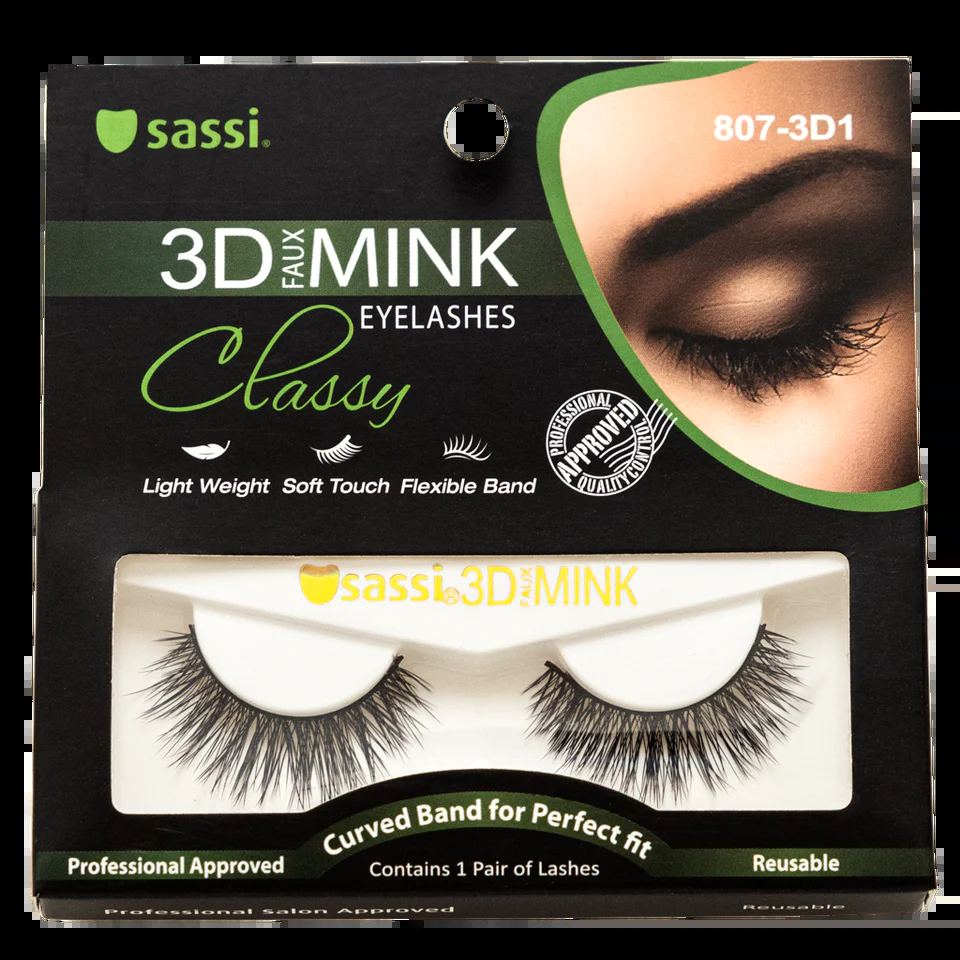 sassi®
807-3D1
3D FAUX MINK
EYELASHES
Classy
Light Weight Soft Touch Flexible Band
PROFESSIONAL
APPROVED
QUALITY CONTROL
sassi® 3D FAUX MINK
Curved Band for Perfect fit
Professional Approved
Contains 1 Pair of Lashes
Reusable
Professional Salon Approved
Reusable